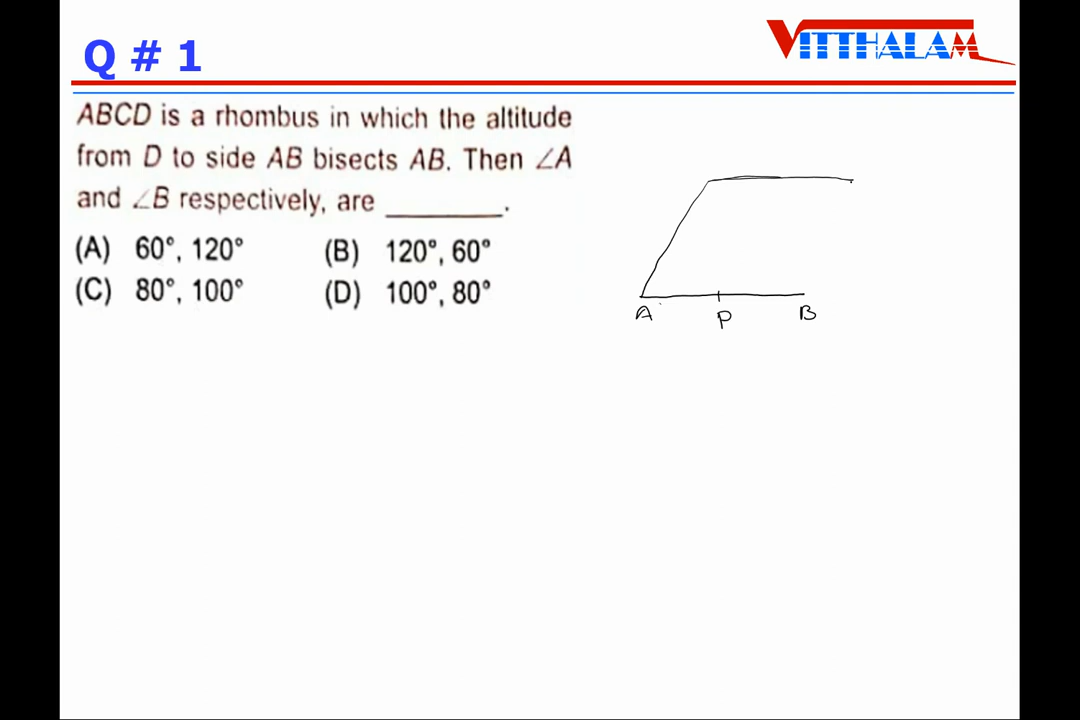 Q # 1
VITTHALAM
ABCD is a rhombus in which the altitude
from D to side AB bisects AB. Then ∠A
and ∠B respectively, are ________.
(A) 60°, 120° (B) 120°, 60°
(C) 80°, 100° (D) 100°, 80°
A P B